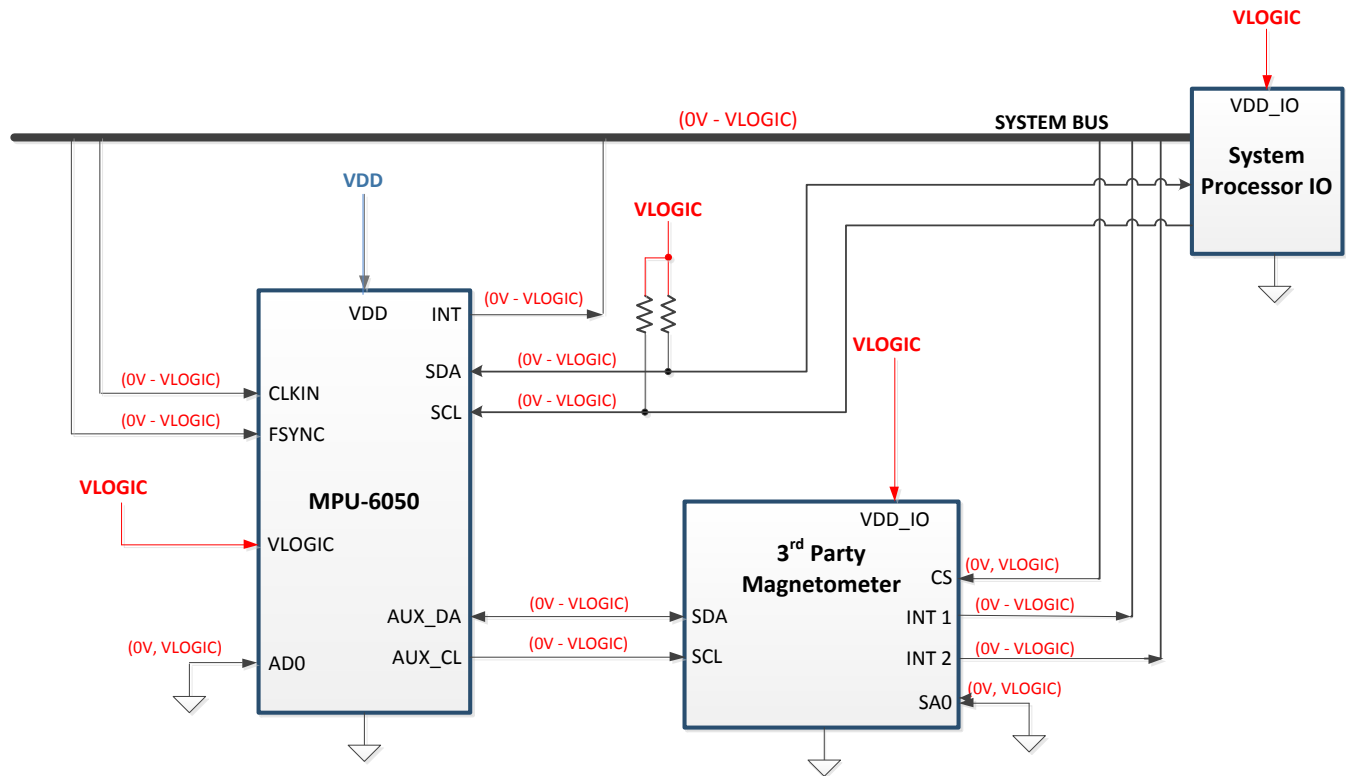 VLOGIC
VDD_IO
System
Processor IO
(0V - VLOGIC)
SYSTEM BUS
VDD
VLOGIC
VDD
INT
(0V - VLOGIC)
SDA
(0V - VLOGIC)
SCL
(0V - VLOGIC)
(0V - VLOGIC)
CLKIN
(0V - VLOGIC)
FSYNC
MPU-6050
VLOGIC
VLOGIC
AUX_DA
(0V - VLOGIC)
AUX_CL
(0V - VLOGIC)
(0V, VLOGIC)
AD0
VLOGIC
VDD_IO
3rd Party
Magnetometer
SDA
SCL
CS
(0V, VLOGIC)
INT 1
(0V - VLOGIC)
INT 2
(0V - VLOGIC)
SA0
(0V, VLOGIC)